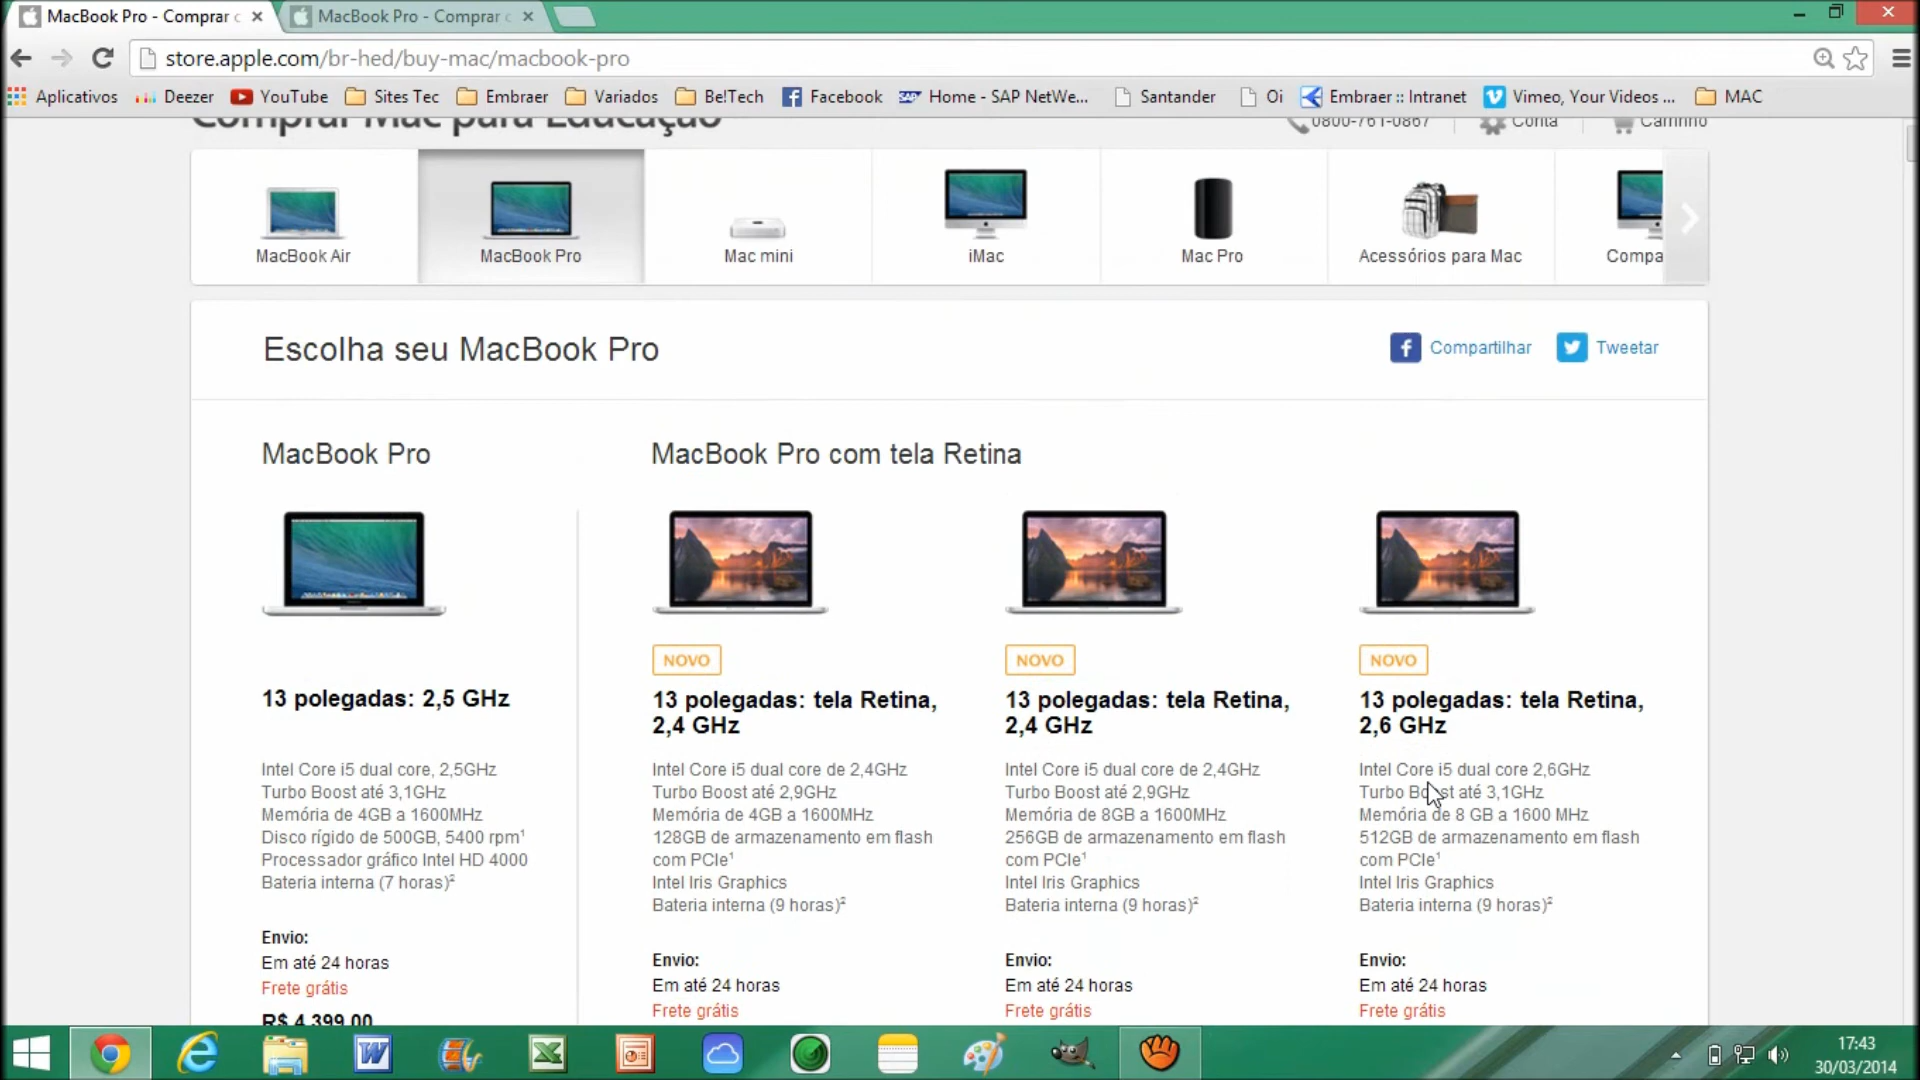 MacBook Pro - Comprar c
MacBook Pro - Comprar c
store.apple.com/br-hed/buy-mac/macbook-pro
Aplicativos Deezer YouTube Sites Tec Embraer Variados Be!Tech Facebook Home - SAP NetWe... Santander Oi Embraer :: Intranet Vimeo, Your Videos ... MAC
Comprar Mac para Educação
0800-761-0867 Conta Carrinho
MacBook Air MacBook Pro Mac mini iMac Mac Pro Acessórios para Mac Compa
Escolha seu MacBook Pro
Compartilhar Tweetar
MacBook Pro
13 polegadas: 2,5 GHz
Intel Core i5 dual core, 2,5GHz
Turbo Boost até 3,1GHz
Memória de 4GB a 1600MHz
Disco rígido de 500GB, 5400 rpm¹
Processador gráfico Intel HD 4000
Bateria interna (7 horas)²
Envio:
Em até 24 horas
Frete grátis
R$ 4.399,00
MacBook Pro com tela Retina
NOVO
13 polegadas: tela Retina,
2,4 GHz
Intel Core i5 dual core de 2,4GHz
Turbo Boost até 2,9GHz
Memória de 4GB a 1600MHz
128GB de armazenamento em flash
com PCIe¹
Intel Iris Graphics
Bateria interna (9 horas)²
Envio:
Em até 24 horas
Frete grátis
NOVO
13 polegadas: tela Retina,
2,4 GHz
Intel Core i5 dual core de 2,4GHz
Turbo Boost até 2,9GHz
Memória de 8GB a 1600MHz
256GB de armazenamento em flash
com PCIe¹
Intel Iris Graphics
Bateria interna (9 horas)²
Envio:
Em até 24 horas
Frete grátis
NOVO
13 polegadas: tela Retina,
2,6 GHz
Intel Core i5 dual core 2,6GHz
Turbo Boost até 3,1GHz
Memória de 8 GB a 1600 MHz
512GB de armazenamento em flash
com PCIe¹
Intel Iris Graphics
Bateria interna (9 horas)²
Envio:
Em até 24 horas
Frete grátis
17:43
30/03/2014